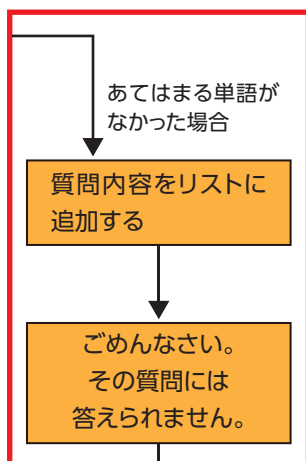 あてはまる単語が
なかった場合
質問内容をリストに
追加する
ごめんなさい。
その質問には
答えられません。